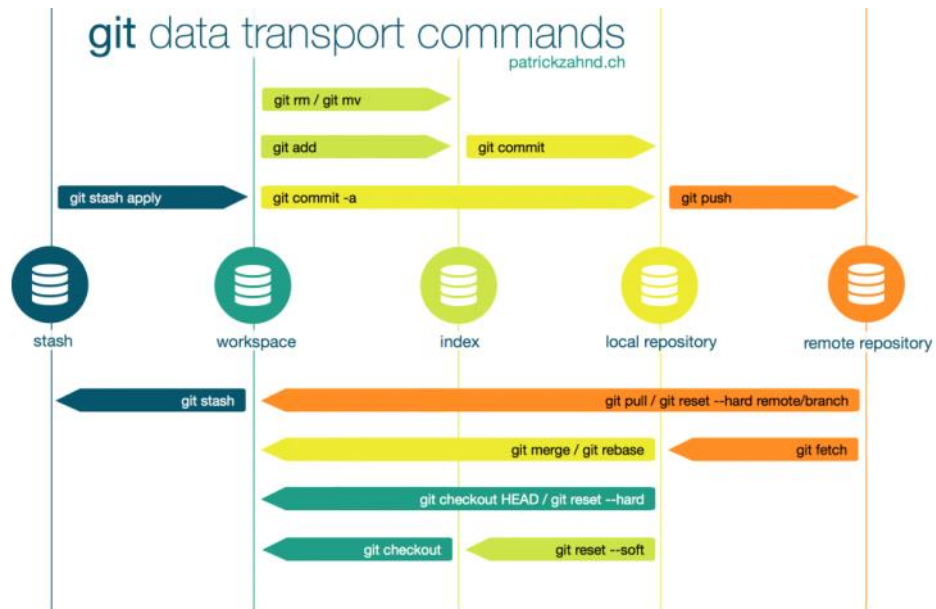 git data transport commands
patrickzahnd.ch
git rm / git mv
git add
git commit
git stash apply
git commit -a
git push
stash
workspace
index
local repository
remote repository
git stash
git pull / git reset --hard remote/branch
git merge / git rebase
git fetch
git checkout HEAD / git reset --hard
git checkout
git reset --soft